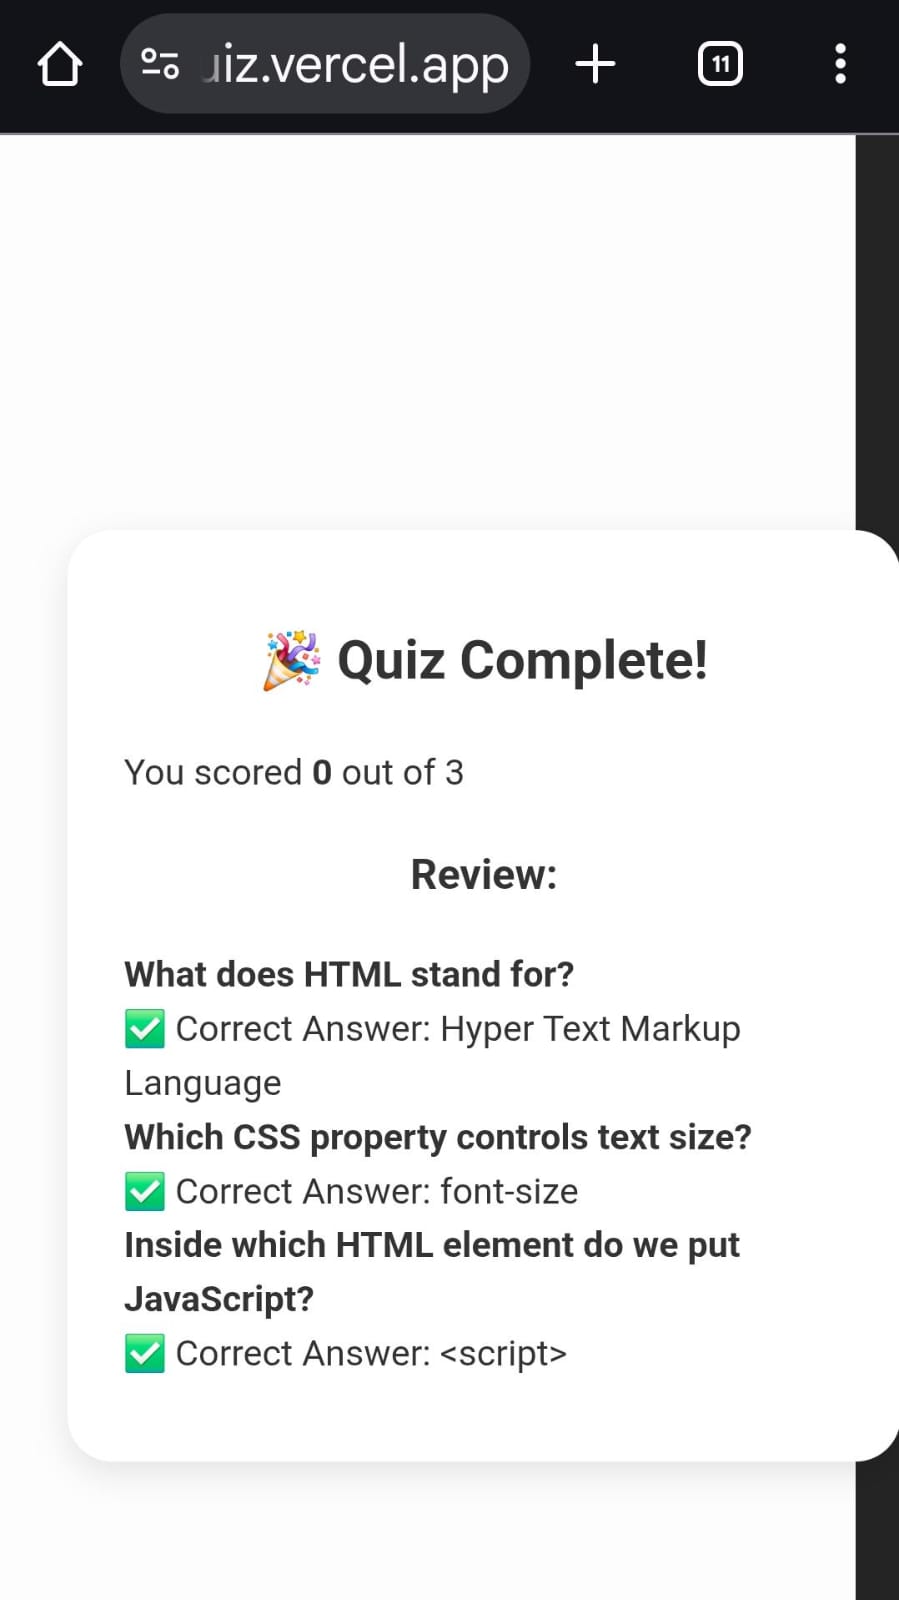 uiz.vercel.app
11
🎉 Quiz Complete!
You scored 0 out of 3
Review:
What does HTML stand for?
✅ Correct Answer: Hyper Text Markup
Language
Which CSS property controls text size?
✅ Correct Answer: font-size
Inside which HTML element do we put
JavaScript?
✅ Correct Answer: <script>